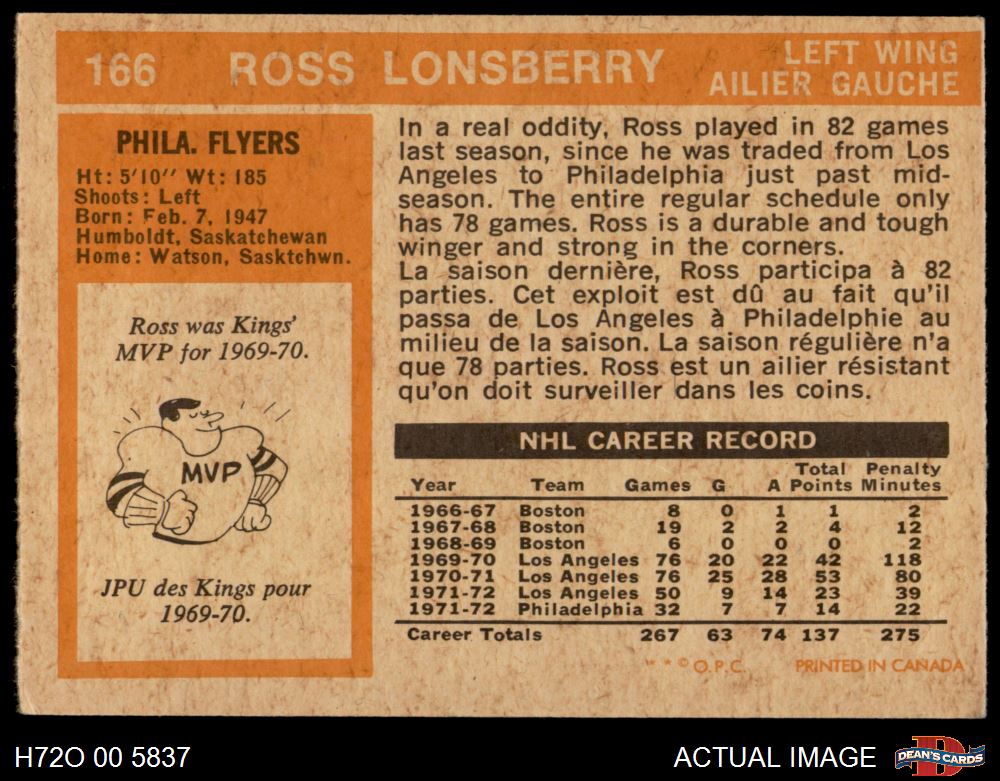 166 ROSS LONSBERRY LEFT WING
AILIER GAUCHE
PHILA. FLYERS
Ht: 5'10" Wt: 185
Shoots: Left
Born: Feb. 7, 1947
Humboldt, Saskatchewan
Home: Watson, Sasktchwn.
Ross was Kings'
MVP for 1969-70.
MVP
JPU des Kings pour
1969-70.
In a real oddity, Ross played in 82 games
last season, since he was traded from Los
Angeles to Philadelphia just past mid-
season. The entire regular schedule only
has 78 games. Ross is a durable and tough
winger and strong in the corners.
La saison dernière, Ross participa à 82
parties. Cet exploit est dû au fait qu'il
passa de Los Angeles à Philadelphie au
milieu de la saison. La saison régulière n'a
que 78 parties. Ross est un ailier résistant
qu'on doit surveiller dans les coins.
NHL CAREER RECORD
Total Penalty
Year Team Games G A Points Minutes
1966-67 Boston 8 0 1 1 2
1967-68 Boston 19 2 2 4 12
1968-69 Boston 6 0 0 0 2
1969-70 Los Angeles 76 20 22 42 118
1970-71 Los Angeles 76 25 28 53 80
1971-72 Los Angeles 50 9 14 23 39
1971-72 Philadelphia 32 7 7 14 22
Career Totals 267 63 74 137 275
* * © O.P.C. PRINTED IN CANADA
H72O 00 5837 ACTUAL IMAGE DEAN'S CARDS